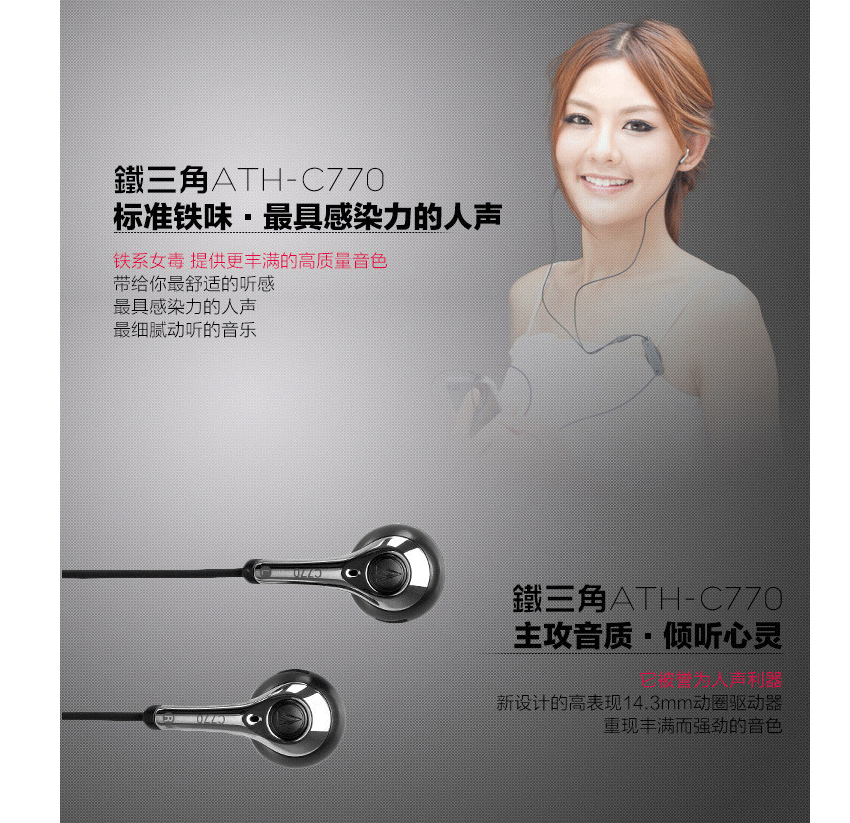 鐵三角ATH-C770
标准铁味·最具感染力的人声
铁系女毒 提供更丰满的高质量音色
带给你最舒适的听感
最具感染力的人声
最细腻动听的音乐
L C770
R C770
鐵三角ATH-C770
主攻音质·倾听心灵
它被誉为人声利器
新设计的高表现14.3mm动圈驱动器
重现丰满而强劲的音色